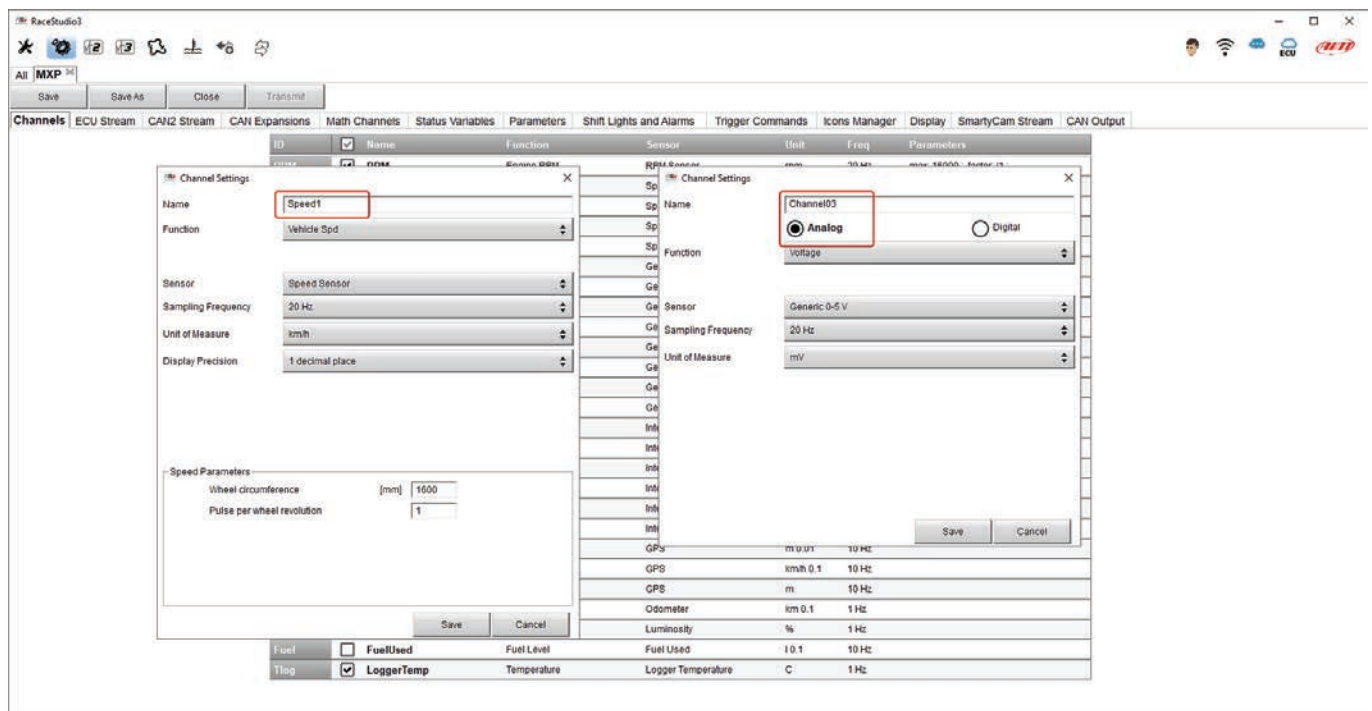 RaceStudio3
2 3 ECU AiM
All MXP
Save Save As Close Transmit
Channels ECU Stream CAN2 Stream CAN Expansions Math Channels Status Variables Parameters Shift Lights and Alarms Trigger Commands Icons Manager Display SmartyCam Stream CAN Output
ID Name Function Sensor Unit Freq Parameters
Channel Settings
Name Speed1
Function Vehicle Spd
Sensor Speed Sensor
Sampling Frequency 20 Hz
Unit of Measure km/h
Display Precision 1 decimal place
Speed Parameters
Wheel circumference [mm] 1600
Pulse per wheel revolution 1
Save Cancel
Channel Settings
Name Channel03
Analog Digital
Function Voltage
Sensor Generic 0-5 V
Sampling Frequency 20 Hz
Unit of Measure mV
Save Cancel
GPS m 0.01 10 Hz
GPS km/h 0.1 10 Hz
GPS m 10 Hz
Odometer km 0.1 1 Hz
Luminosity % 1 Hz
Fuel FuelUsed Fuel Level Fuel Used l 0.1 10 Hz
Tlog LoggerTemp Temperature Logger Temperature C 1 Hz